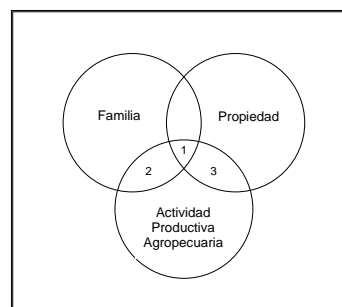 Familia
Propiedad
1
2
3
Actividad
Productiva
Agropecuaria